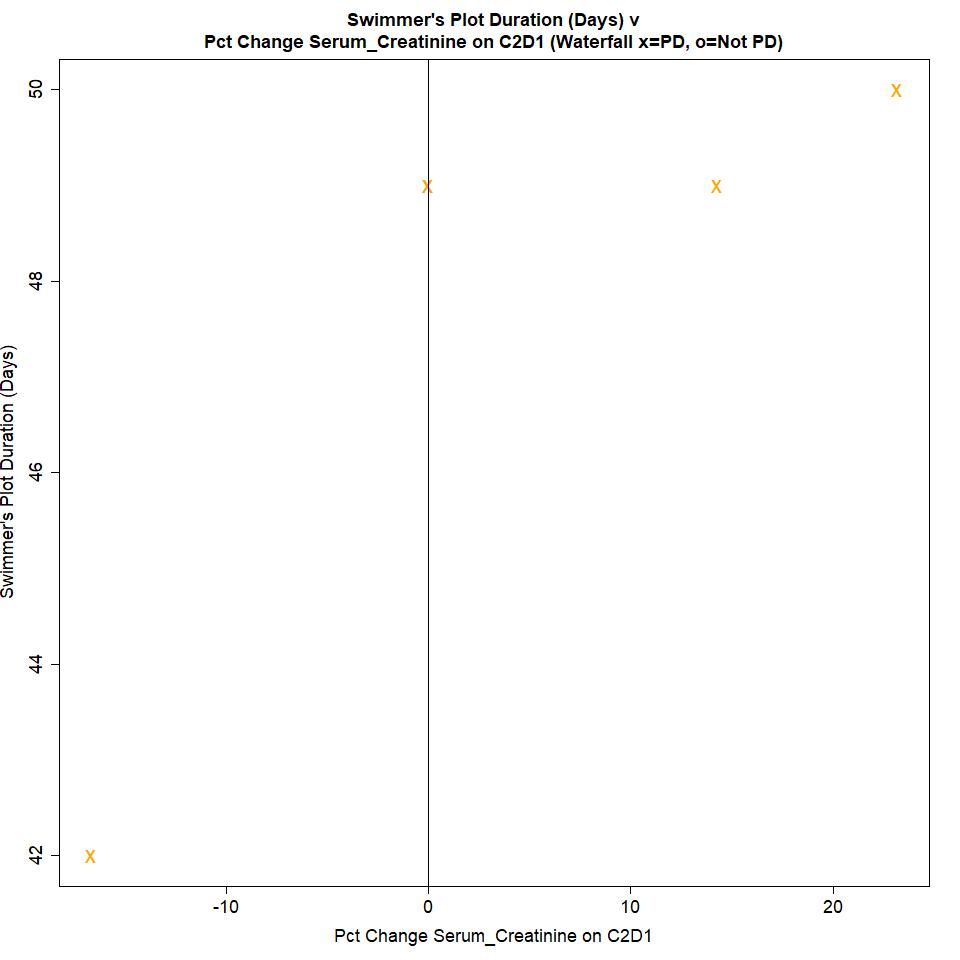 Swimmer's Plot Duration (Days) v
Pct Change Serum_Creatinine on C2D1 (Waterfall x=PD, o=Not PD)
Swimmer's Plot Duration (Days)
50
48
46
44
42
X
X
X
X
-10
0
10
20
Pct Change Serum_Creatinine on C2D1